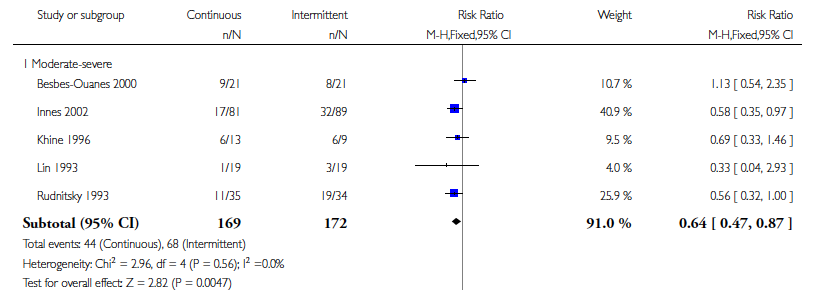 Study or subgroup Continuous Intermittent Risk Ratio Weight Risk Ratio
n/N n/N M-H,Fixed,95% CI M-H,Fixed,95% CI
1 Moderate-severe
Besbes-Ouanes 2000 9/21 8/21 10.7 % 1.13 [ 0.54, 2.35 ]
Innes 2002 17/81 32/89 40.9 % 0.58 [ 0.35, 0.97 ]
Khine 1996 6/13 6/9 9.5 % 0.69 [ 0.33, 1.46 ]
Lin 1993 1/19 3/19 4.0 % 0.33 [ 0.04, 2.93 ]
Rudnitsky 1993 11/35 19/34 25.9 % 0.56 [ 0.32, 1.00 ]
Subtotal (95% CI) 169 172 91.0 % 0.64 [ 0.47, 0.87 ]
Total events: 44 (Continuous), 68 (Intermittent)
Heterogeneity: Chi² = 2.96, df = 4 (P = 0.56); I² =0.0%
Test for overall effect: Z = 2.82 (P = 0.0047)